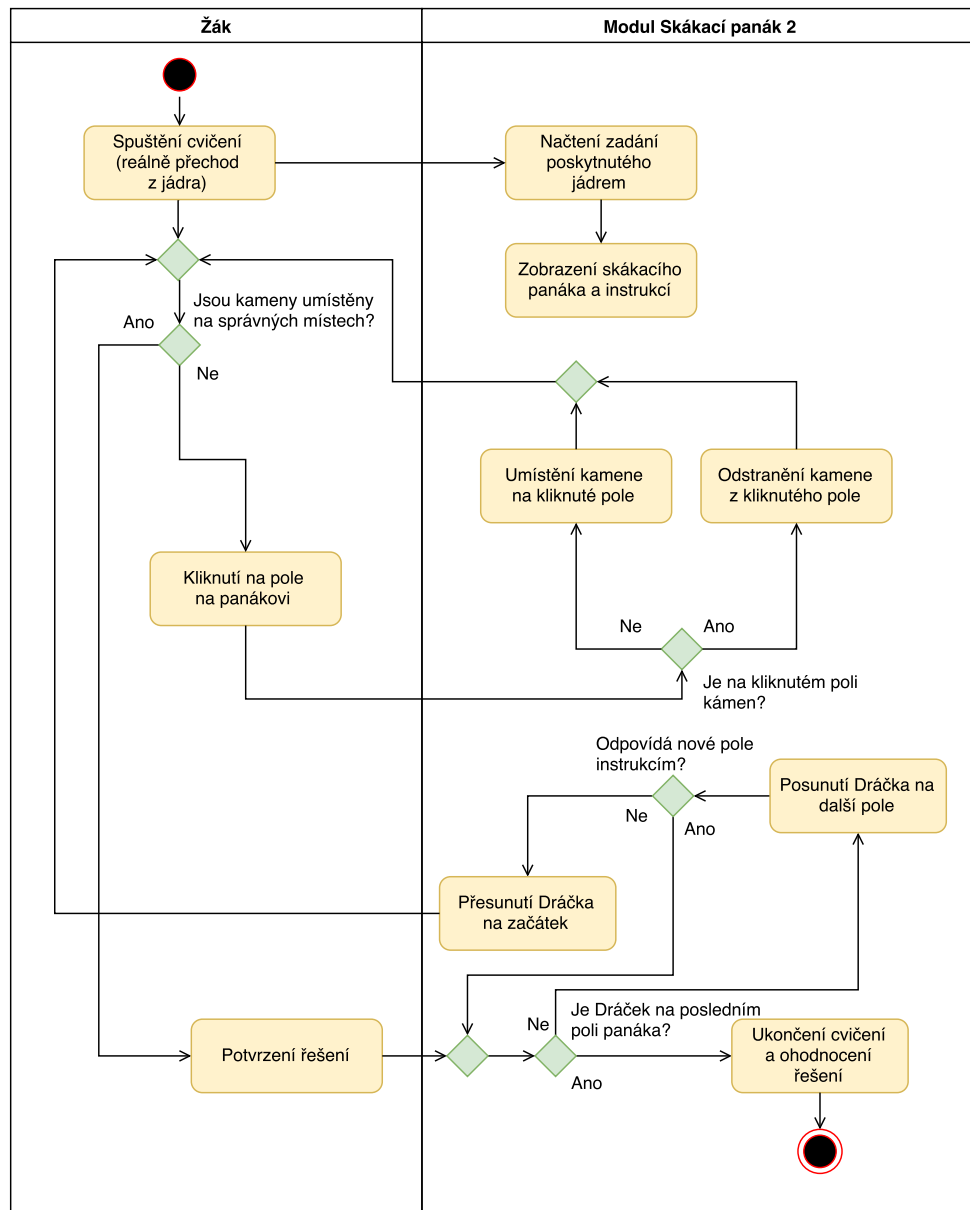 Žák
Modul Skákací panák 2
Spuštění cvičení
(reálně přechod
z jádra)
Načtení zadání
poskytnutého
jádrem
Zobrazení skákacího
panáka a instrukcí
Jsou kameny umístěny
na správných místech?
Ano
Ne
Umístění kamene
na kliknuté pole
Odstranění kamene
z kliknutého pole
Kliknutí na pole
na panákovi
Ne
Ano
Je na kliknutém poli
kámen?
Odpovídá nové pole
instrukcím?
Posunutí Dráčka na
další pole
Ne
Ano
Přesunutí Dráčka
na začátek
Je Dráček na posledním
poli panáka?
Ne
Ano
Potvrzení řešení
Ukončení cvičení
a ohodnocení
řešení